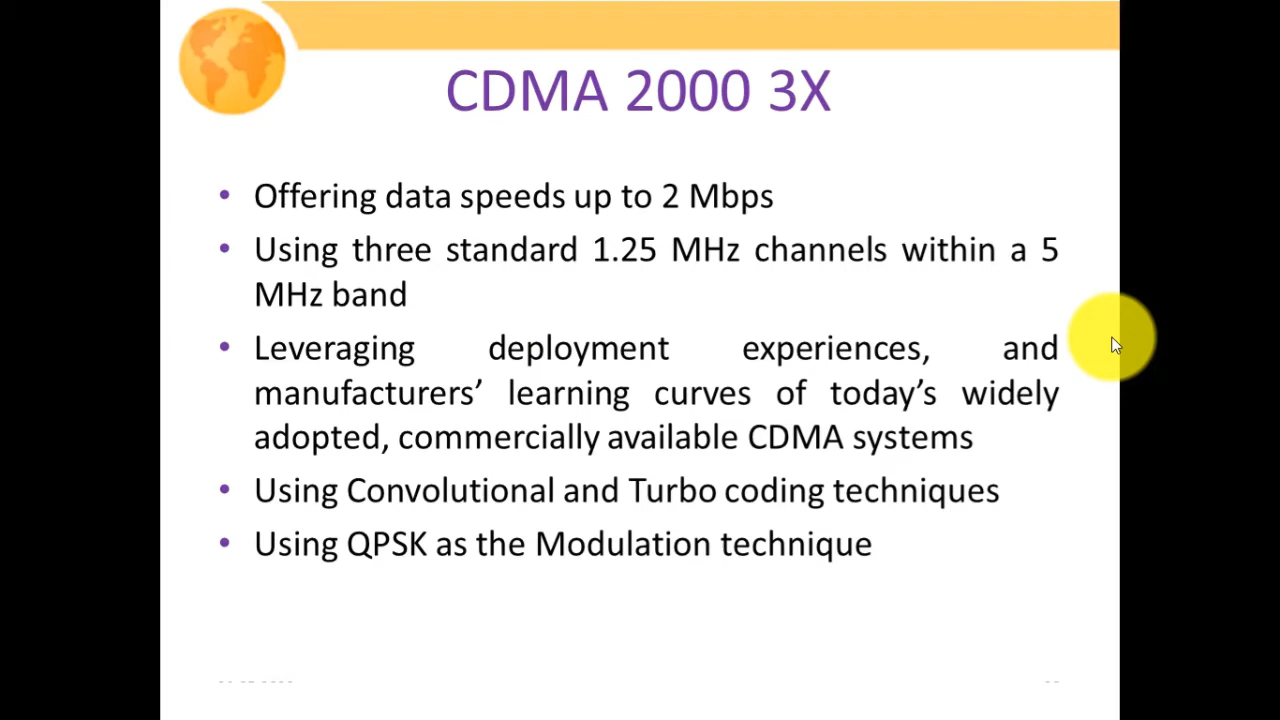 CDMA 2000 3X
• Offering data speeds up to 2 Mbps
• Using three standard 1.25 MHz channels within a 5
MHz band
• Leveraging deployment experiences, and
manufacturers’ learning curves of today’s widely
adopted, commercially available CDMA systems
• Using Convolutional and Turbo coding techniques
• Using QPSK as the Modulation technique